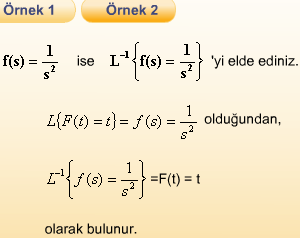 Örnek 1 Örnek 2
f(s) = 1/s² ise L⁻¹{f(s) = 1/s²} 'yi elde ediniz.
L{F(t) = t} = f(s) = 1/s² olduğundan,
L⁻¹{f(s) = 1/s²} =F(t) = t
olarak bulunur.